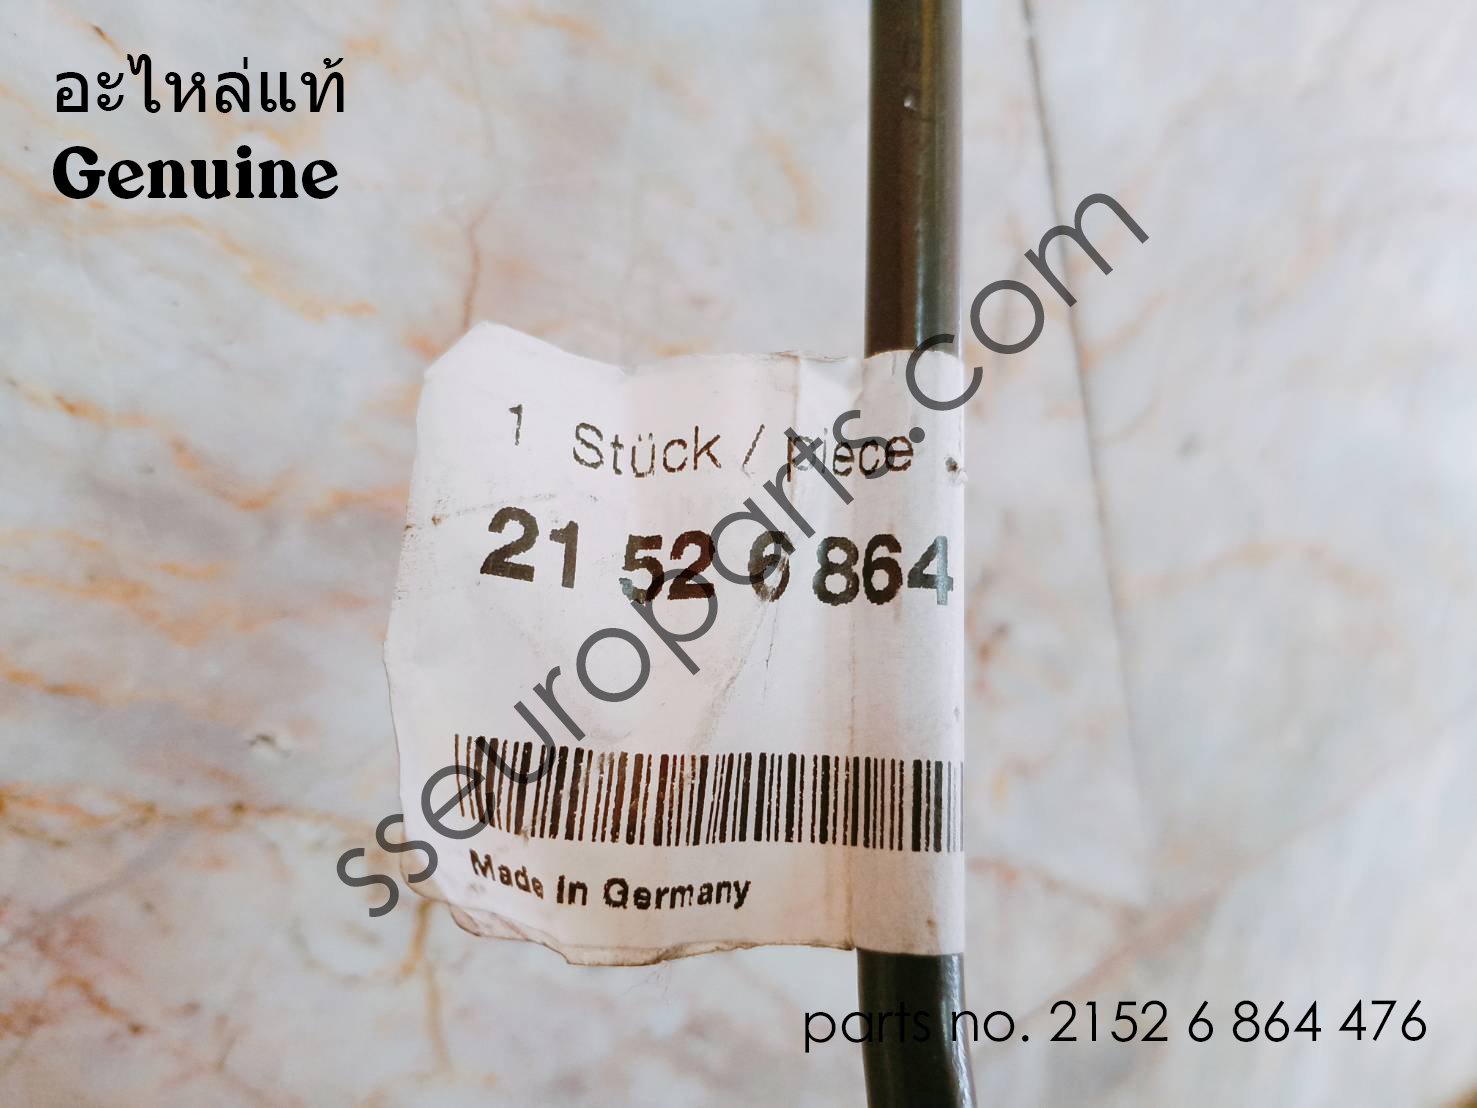 อะไหล่แท้
Genuine
1 Stück / piece
21 52 6 864
Made in Germany
sseuroparts.com
parts no. 2152 6 864 476